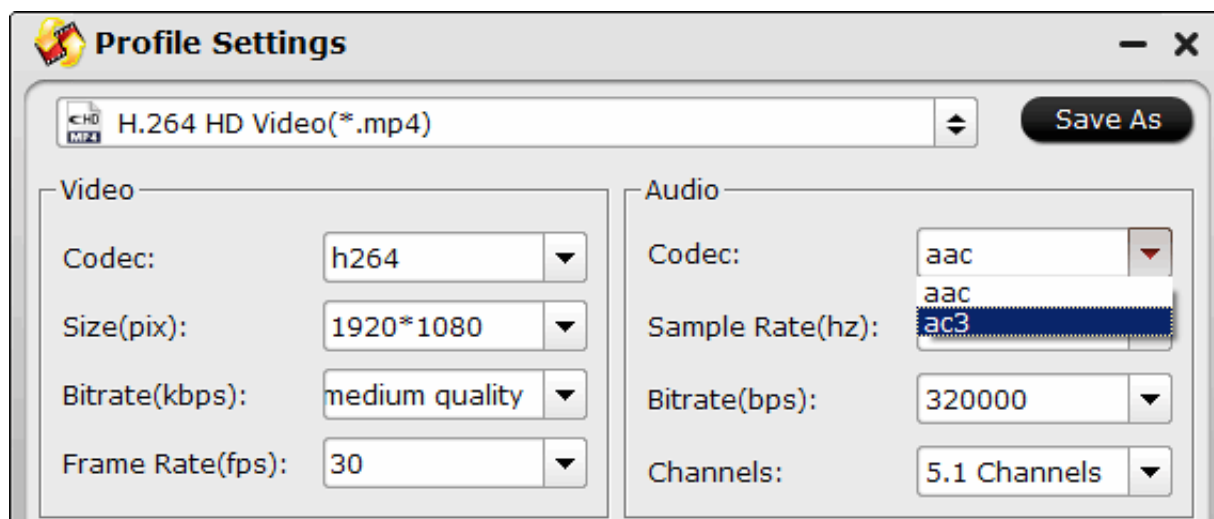 Profile Settings
HD
MP4
H.264 HD Video(*.mp4)
Save As
Video
Codec:
h264
Size(pix):
1920*1080
Bitrate(kbps):
medium quality
Frame Rate(fps):
30
Audio
Codec:
aac
aac
ac3
Sample Rate(hz):
Bitrate(bps):
320000
Channels:
5.1 Channels